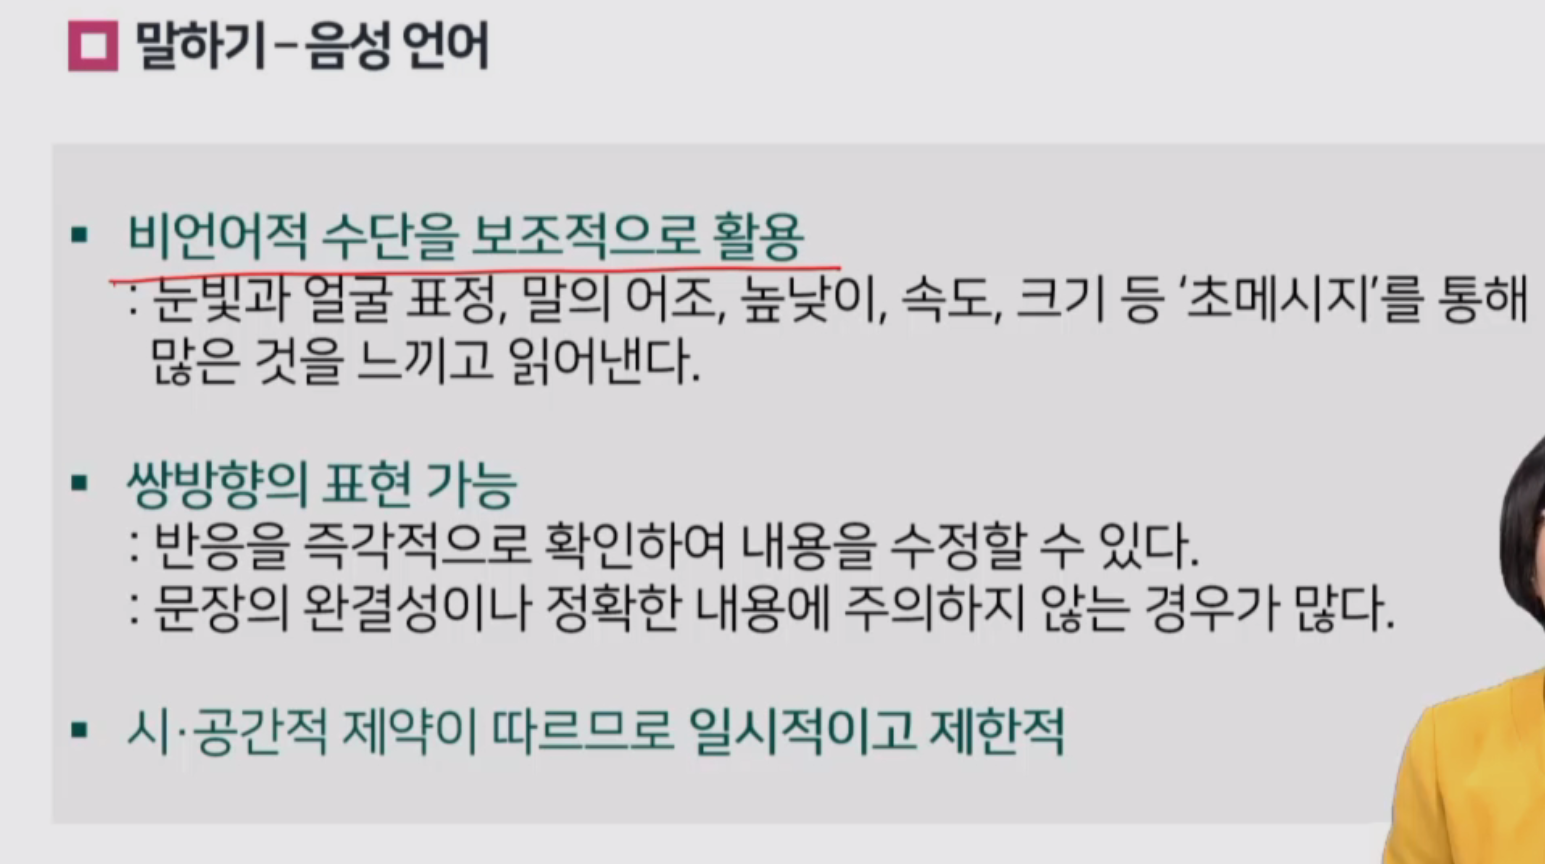 말하기 – 음성 언어
▪ 비언어적 수단을 보조적으로 활용
: 눈빛과 얼굴 표정, 말의 어조, 높낮이, 속도, 크기 등 ‘초메시지’를 통해
많은 것을 느끼고 읽어낸다.
▪ 쌍방향의 표현 가능
: 반응을 즉각적으로 확인하여 내용을 수정할 수 있다.
: 문장의 완결성이나 정확한 내용에 주의하지 않는 경우가 많다.
▪ 시·공간적 제약이 따르므로 일시적이고 제한적